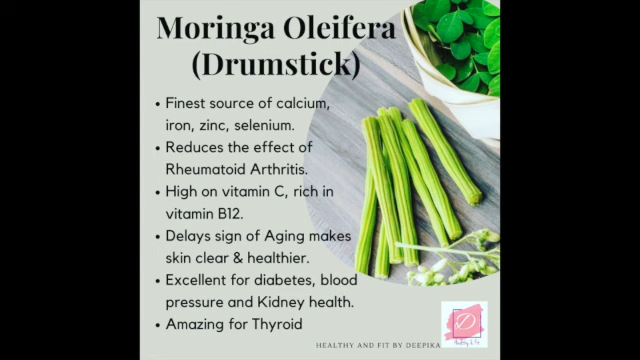 Moringa Oleifera
(Drumstick)
• Finest source of calcium,
iron, zinc, selenium.
• Reduces the effect of
Rheumatoid Arthritis.
• High on vitamin C, rich in
vitamin B12.
• Delays sign of Aging makes
skin clear & healthier.
• Excellent for diabetes, blood
pressure and Kidney health.
• Amazing for Thyroid
HEALTHY AND FIT BY DEEPIKA
D